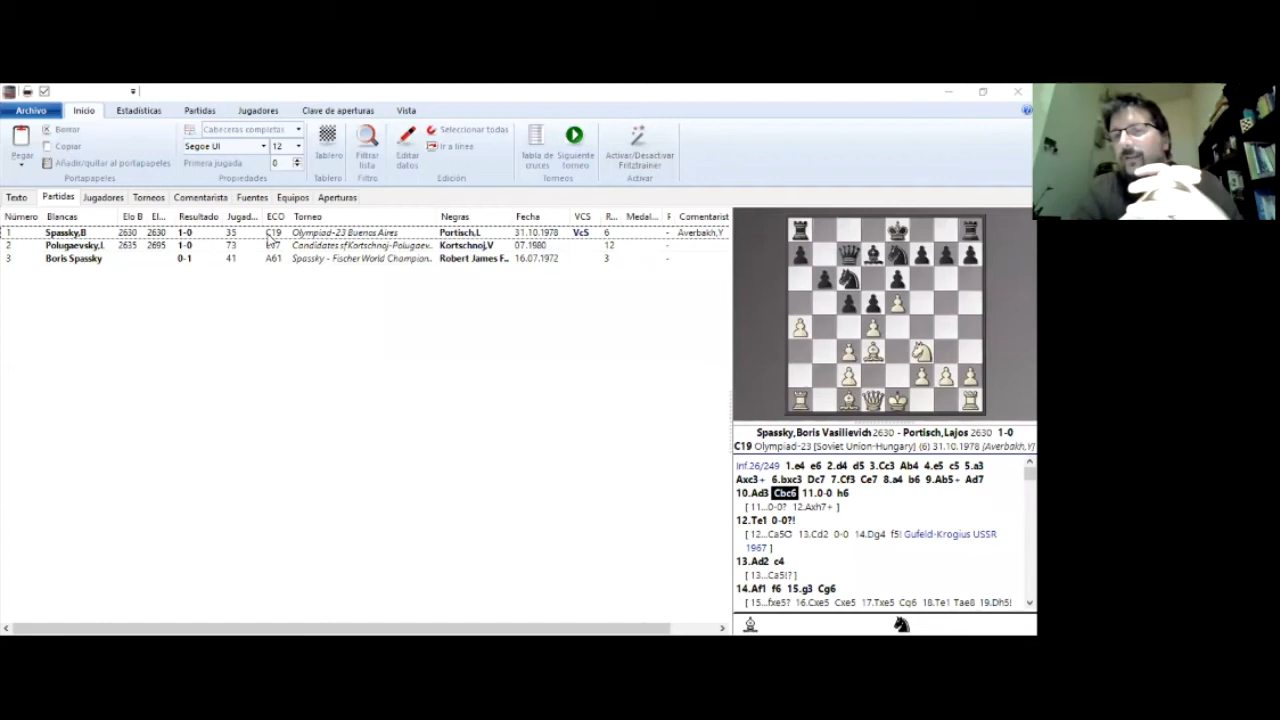 Archivo Inicio Estadísticas Partidas Jugadores Clave de aperturas Vista
Pegar
Borrar
Copiar
Añadir/quitar al portapapeles
Portapapeles
Cabeceras completas
Segoe UI 12
Primera jugada 0
Propiedades
Tablero
Tablero
Filtrar lista
Filtro
Editar datos
Seleccionar todas
Ir a línea
Edición
Tabla de cruces
Siguiente torneo
Torneos
Activar/Desactivar Fritztrainer
Activar
Texto Partidas Jugadores Torneos Comentarista Fuentes Equipos Aperturas
Número Blancas Elo B El... Resultado Jugad... ECO Torneo Negras Fecha VCS R... Medal... F Comentarist
1 Spassky,B 2630 2630 1-0 35 C19 Olympiad-23 Buenos Aires Portisch,L 31.10.1978 VcS 6 - Averbakh,Y
2 Polugaevsky,L 2635 2695 1-0 73 Candidates sf Kortschnoj-Polugaev.. Kortschnoj,V 07.1980 12 -
3 Boris Spassky 0-1 41 A61 Spassky - Fischer World Champion.. Robert James F.. 16.07.1972 3 -
Spassky,Boris Vasilievich 2630 - Portisch,Lajos 2630 1-0
C19 Olympiad-23 [Soviet Union-Hungary] (6) 31.10.1978 [Averbakh,Y]
Inf.26/249 1.e4 e6 2.d4 d5 3.Cc3 Ab4 4.e5 c5 5.a3
Axc3+ 6.bxc3 Dc7 7.Cf3 Ce7 8.a4 b6 9.Ab5+ Ad7
10.Ad3 Cbc6 11.0-0 h6
[ 11...0-0? 12.Axh7+ ]
12.Te1 0-0?!
[ 12...Ca5 13.Cd2 0-0 14.Dg4 f5! Gufeld-Krogius USSR
1967 ]
13.Ad2 c4
[ 13...Ca5!? ]
14.Af1 f6 15.g3 Cg6
[ 15...fxe5? 16.Cxe5 Cxe5 17.Txe5 Cg6 18.Te1 Tae8 19.Dh5!